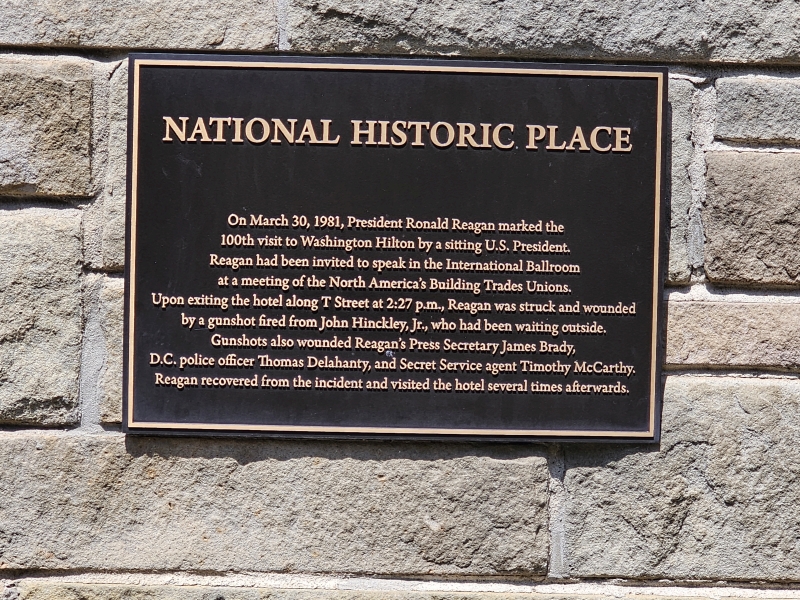 NATIONAL HISTORIC PLACE
On March 30, 1981, President Ronald Reagan marked the
100th visit to Washington Hilton by a sitting U.S. President.
Reagan had been invited to speak in the International Ballroom
at a meeting of the North America's Building Trades Unions.
Upon exiting the hotel along T Street at 2:27 p.m., Reagan was struck and wounded
by a gunshot fired from John Hinckley, Jr., who had been waiting outside.
Gunshots also wounded Reagan's Press Secretary James Brady,
D.C. police officer Thomas Delahanty, and Secret Service agent Timothy McCarthy.
Reagan recovered from the incident and visited the hotel several times afterwards.